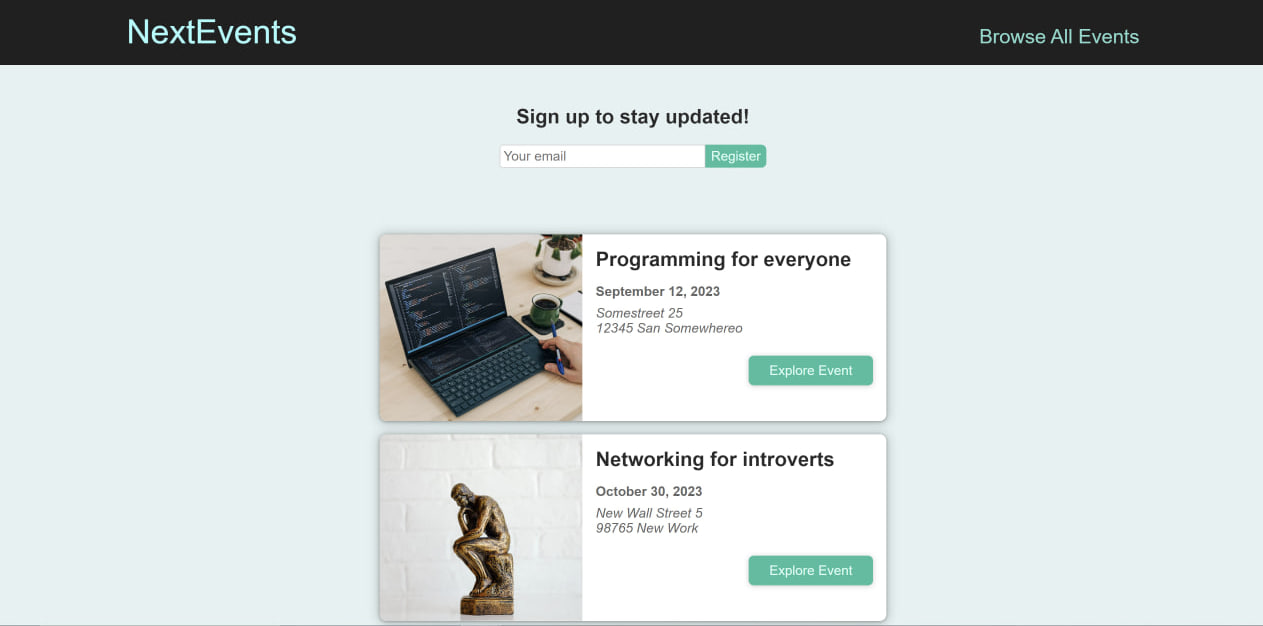 NextEvents
Browse All Events
Sign up to stay updated!
Your email
Register
Programming for everyone
September 12, 2023
Somestreet 25
12345 San Somewhereo
Explore Event
Networking for introverts
October 30, 2023
New Wall Street 5
98765 New Work
Explore Event